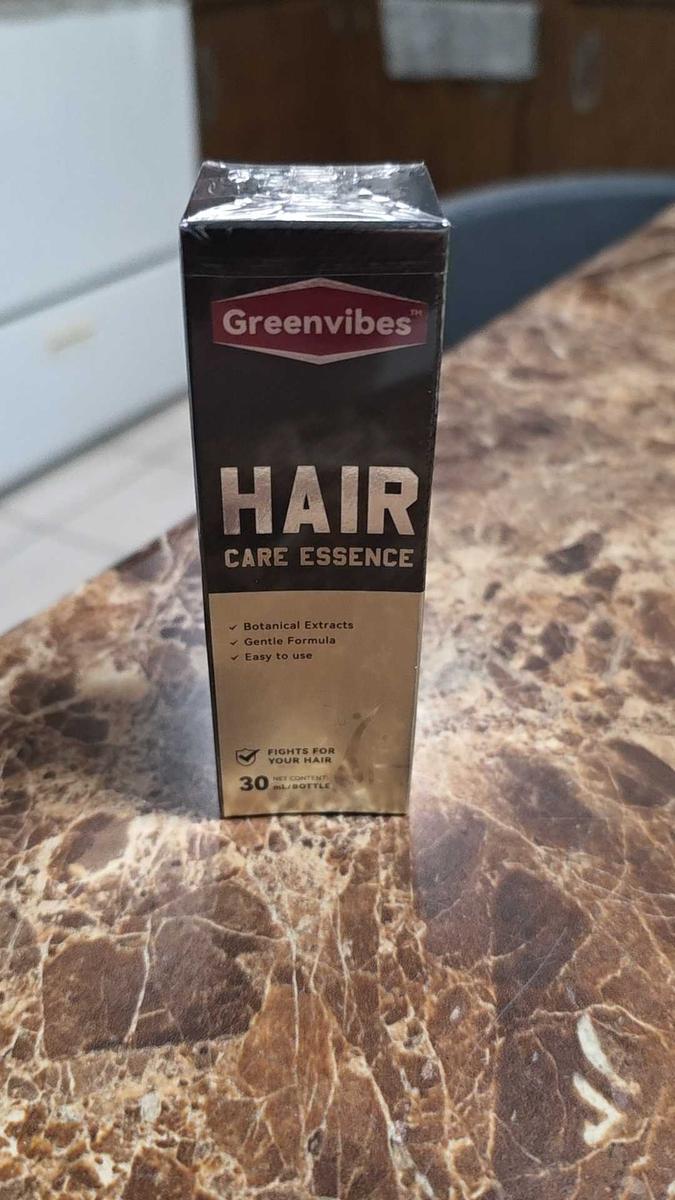 Greenvibes™
HAIR
CARE ESSENCE
✓ Botanical Extracts
✓ Gentle Formula
✓ Easy to use
FIGHTS FOR
YOUR HAIR
30 NET CONTENT:
mL/BOTTLE